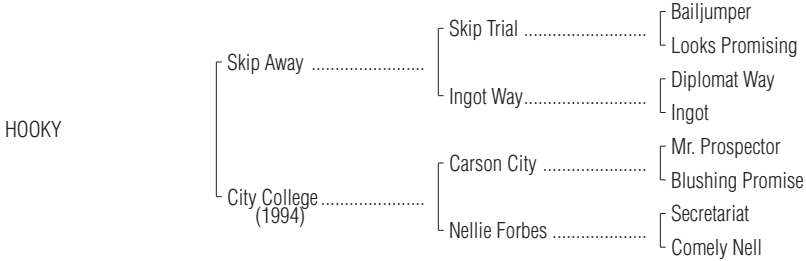 Bailjumper
Skip Trial ..........................
Looks Promising
Skip Away ........................
Diplomat Way
Ingot Way..........................
Ingot
HOOKY
Mr. Prospector
Carson City ......................
Blushing Promise
City College......................
(1994)
Secretariat
Nellie Forbes ....................
Comely Nell